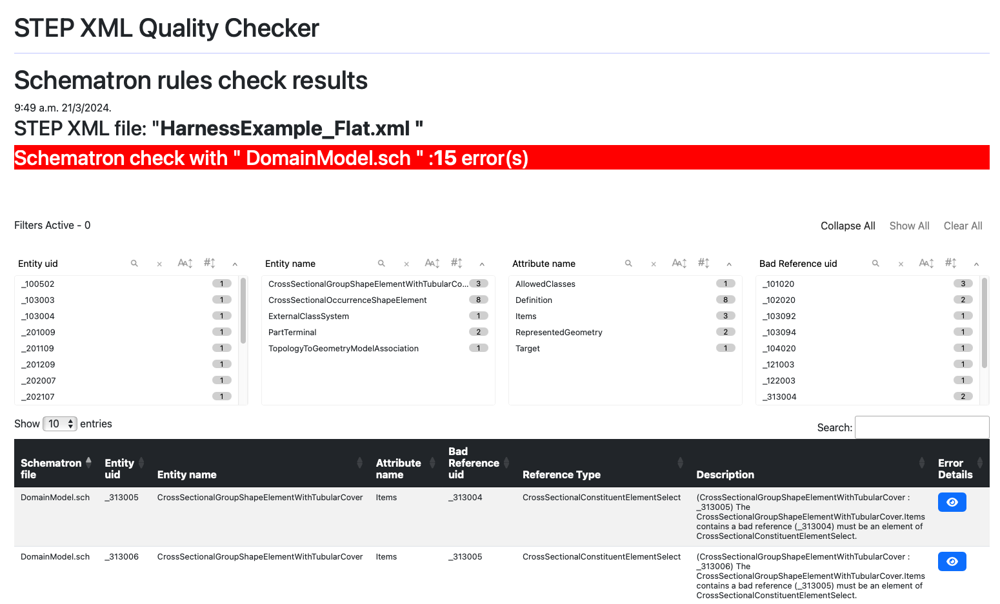 STEP XML Quality Checker
Schematron rules check results
9:49 a.m. 21/3/2024.
STEP XML file: "HarnessExample_Flat.xml "
Schematron check with " DomainModel.sch " :15 error(s)
Filters Active - 0
Collapse All Show All Clear All
Entity uid
_100502 1
_103003 1
_103004 1
_201009 1
_201109 1
_201209 1
_202007 1
_202107 1
Entity name
CrossSectionalGroupShapeElementWithTubularCo... 3
CrossSectionalOccurrenceShapeElement 8
ExternalClassSystem 1
PartTerminal 2
TopologyToGeometryModelAssociation 1
Attribute name
AllowedClasses 1
Definition 8
Items 3
RepresentedGeometry 2
Target 1
Bad Reference uid
_101020 3
_102020 2
_103092 1
_103094 1
_104020 1
_121003 1
_122003 1
_313004 2
Show 10 entries
Search:
Schematron file
Entity uid
Entity name
Attribute name
Bad Reference uid
Reference Type
Description
Error Details
DomainModel.sch _313005 CrossSectionalGroupShapeElementWithTubularCover Items _313004 CrossSectionalConstituentElementSelect
(CrossSectionalGroupShapeElementWithTubularCover :
_313005) The
CrossSectionalGroupShapeElementWithTubularCover.Items
contains a bad reference (_313004) must be an element of
CrossSectionalConstituentElementSelect.
DomainModel.sch _313006 CrossSectionalGroupShapeElementWithTubularCover Items _313005 CrossSectionalConstituentElementSelect
(CrossSectionalGroupShapeElementWithTubularCover :
_313006) The
CrossSectionalGroupShapeElementWithTubularCover.Items
contains a bad reference (_313005) must be an element of
CrossSectionalConstituentElementSelect.